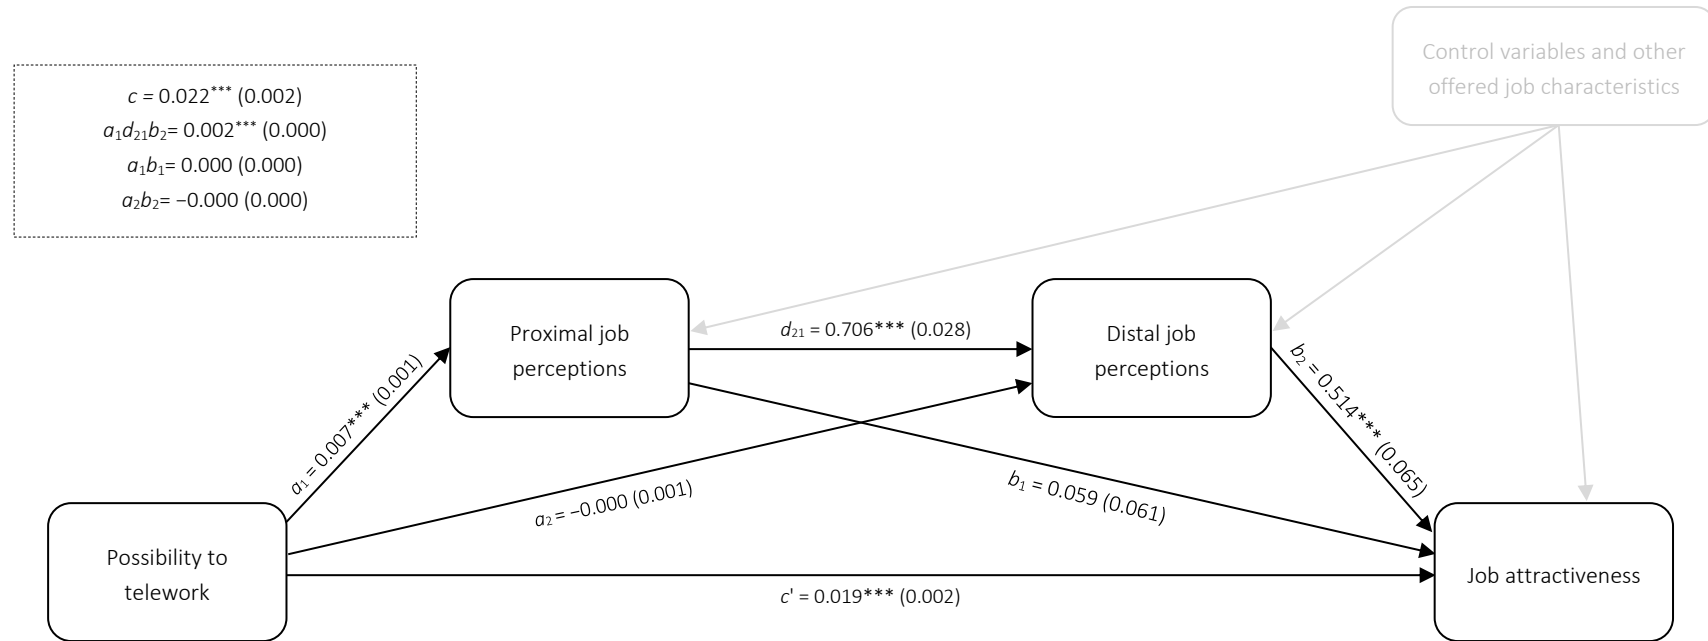 Control variables and other
offered job characteristics
c = 0.022*** (0.002)
a₁d₂₁b₂= 0.002*** (0.000)
a₁b₁= 0.000 (0.000)
a₂b₂= −0.000 (0.000)
Proximal job
perceptions
d₂₁ = 0.706*** (0.028)
Distal job
perceptions
a₁ = 0.007*** (0.001)
b₂ = 0.514*** (0.065)
a₂ = −0.000 (0.001)
b₁ = 0.059 (0.061)
Possibility to
telework
Job attractiveness
c' = 0.019*** (0.002)